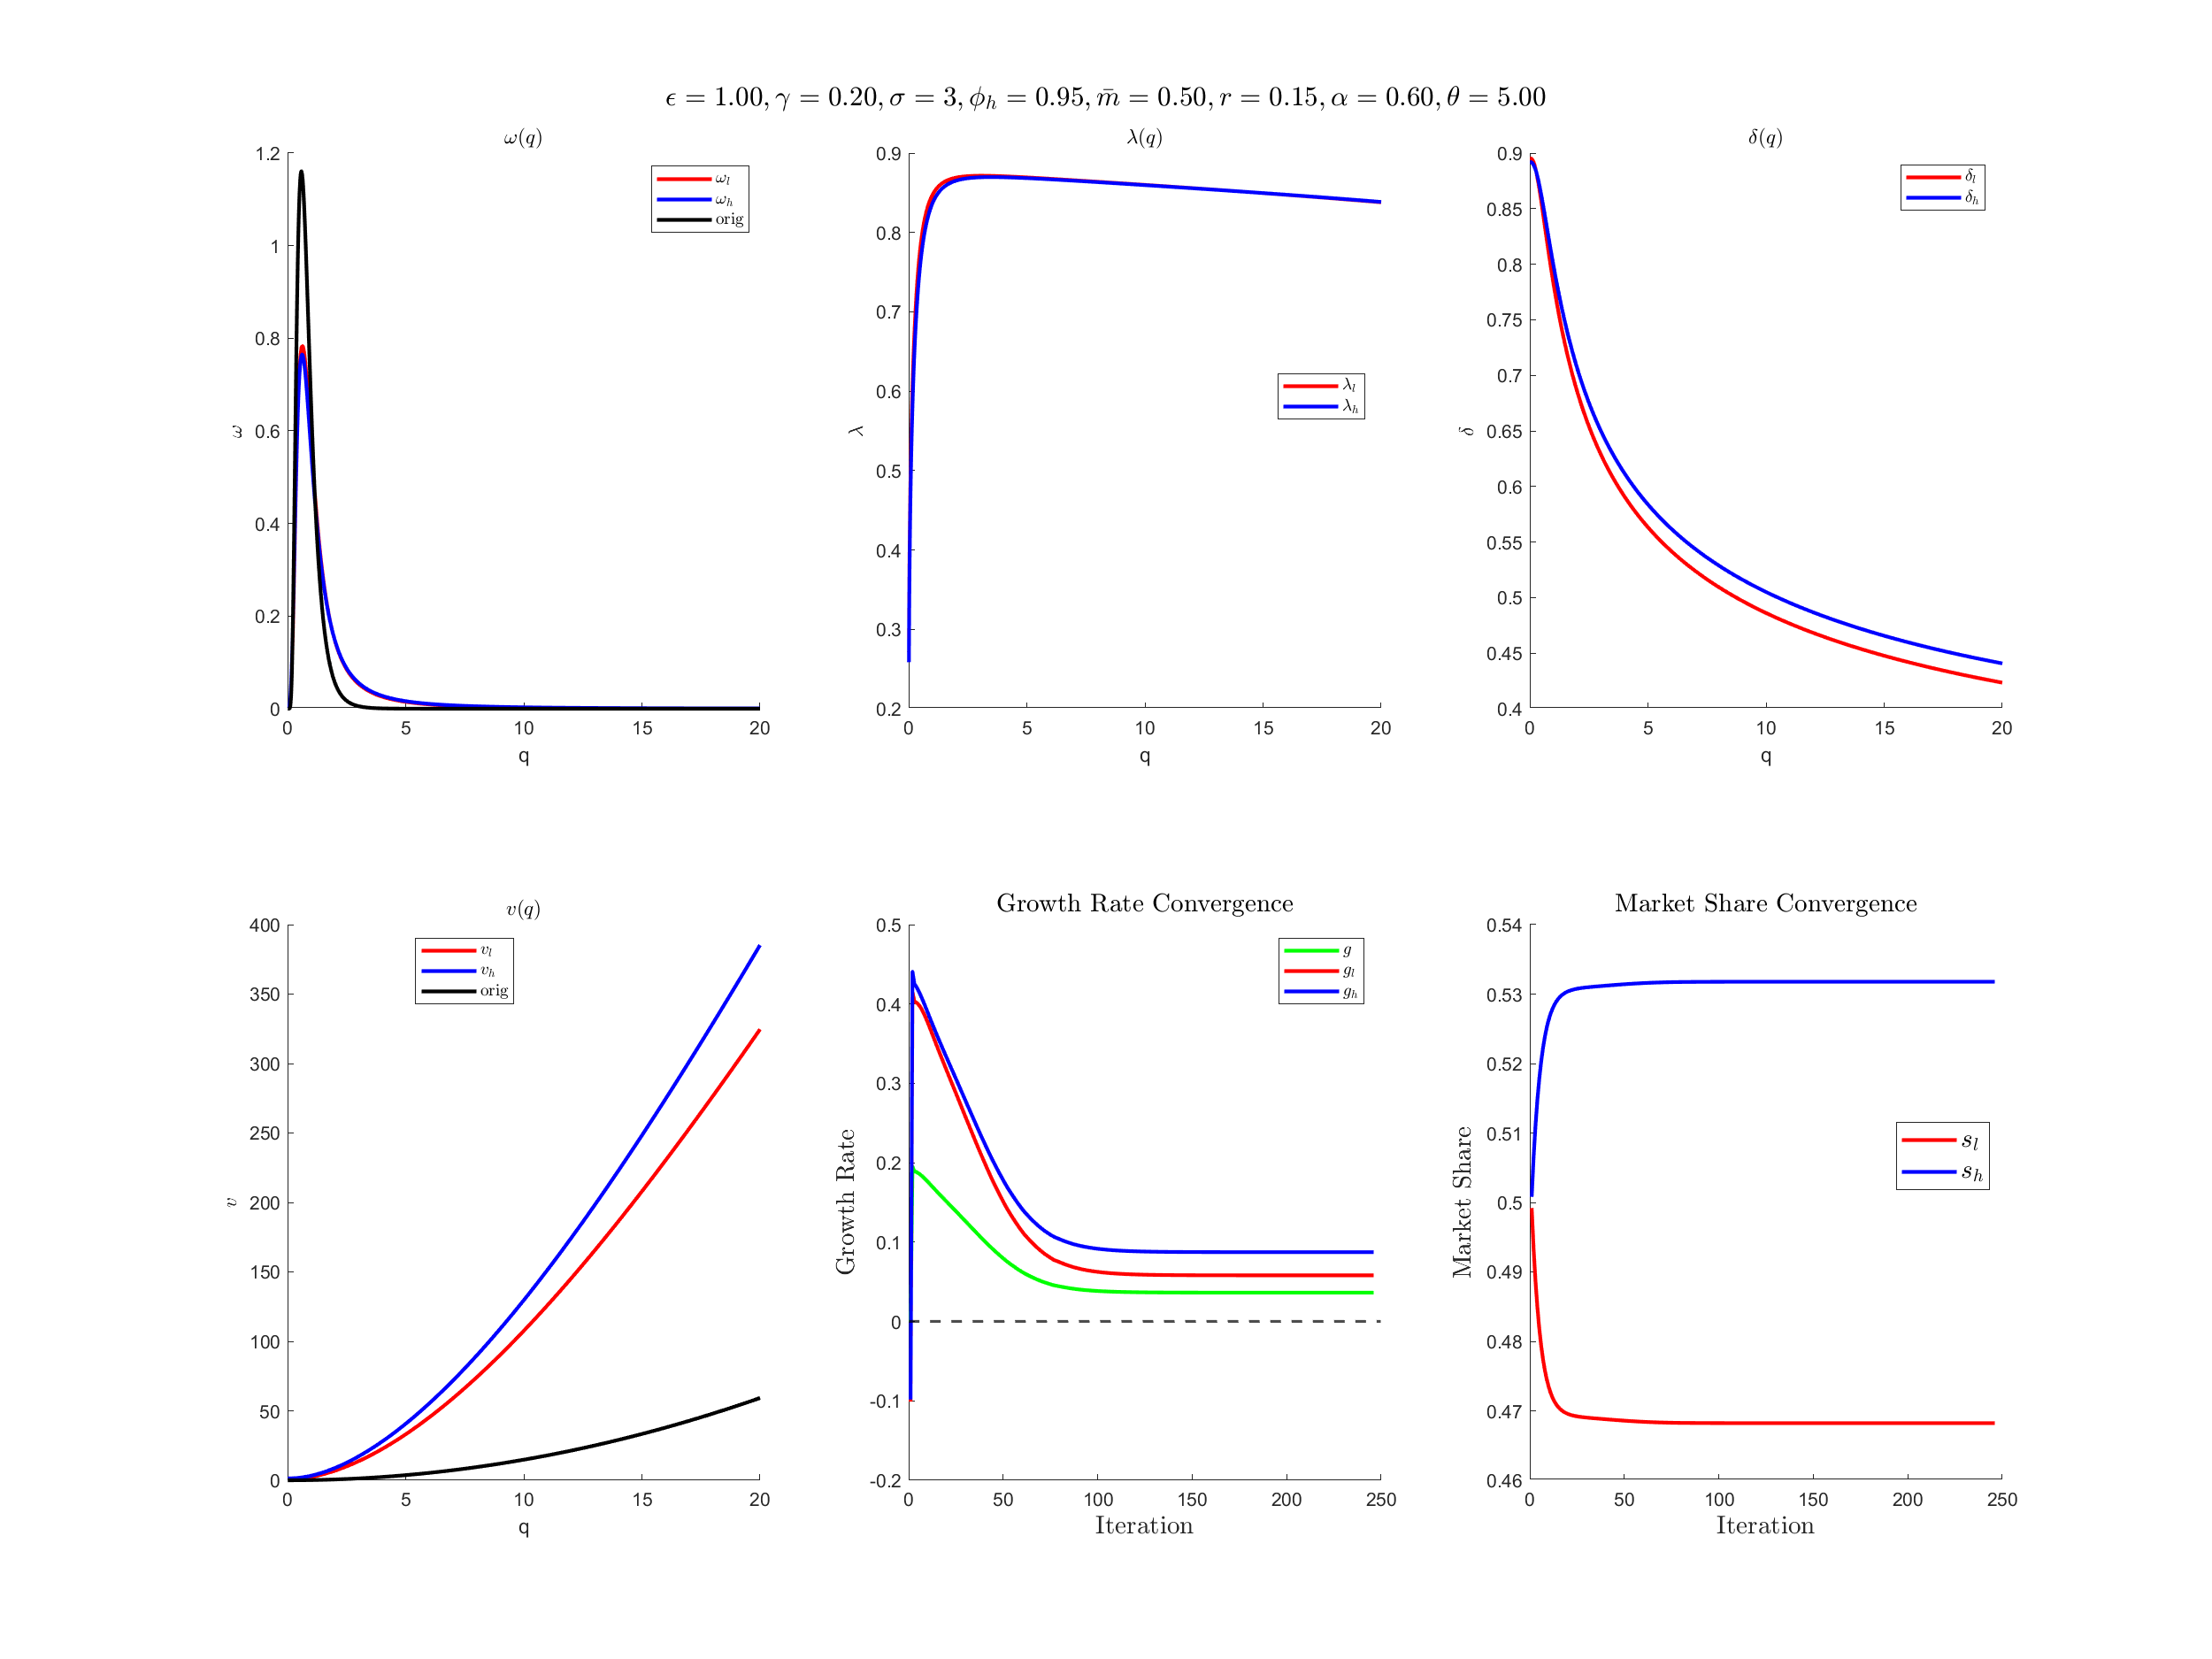 ϵ = 1.00, γ = 0.20, σ = 3, ϕ_h = 0.95, m̄ = 0.50, r = 0.15, α = 0.60, θ = 5.00
ω(q)
1.2
1
0.8
0.6
0.4
0.2
0
ω
0 5 10 15 20
q
ω_l
ω_h
orig
λ(q)
0.9
0.8
0.7
0.6
0.5
0.4
0.3
0.2
λ
0 5 10 15 20
q
λ_l
λ_h
δ(q)
0.9
0.85
0.8
0.75
0.7
0.65
0.6
0.55
0.5
0.45
0.4
δ
0 5 10 15 20
q
δ_l
δ_h
v(q)
400
350
300
250
200
150
100
50
0
v
0 5 10 15 20
q
v_l
v_h
orig
Growth Rate Convergence
0.5
0.4
0.3
0.2
0.1
0
-0.1
-0.2
Growth Rate
0 50 100 150 200 250
Iteration
g
g_l
g_h
Market Share Convergence
0.54
0.53
0.52
0.51
0.5
0.49
0.48
0.47
0.46
Market Share
0 50 100 150 200 250
Iteration
s_l
s_h